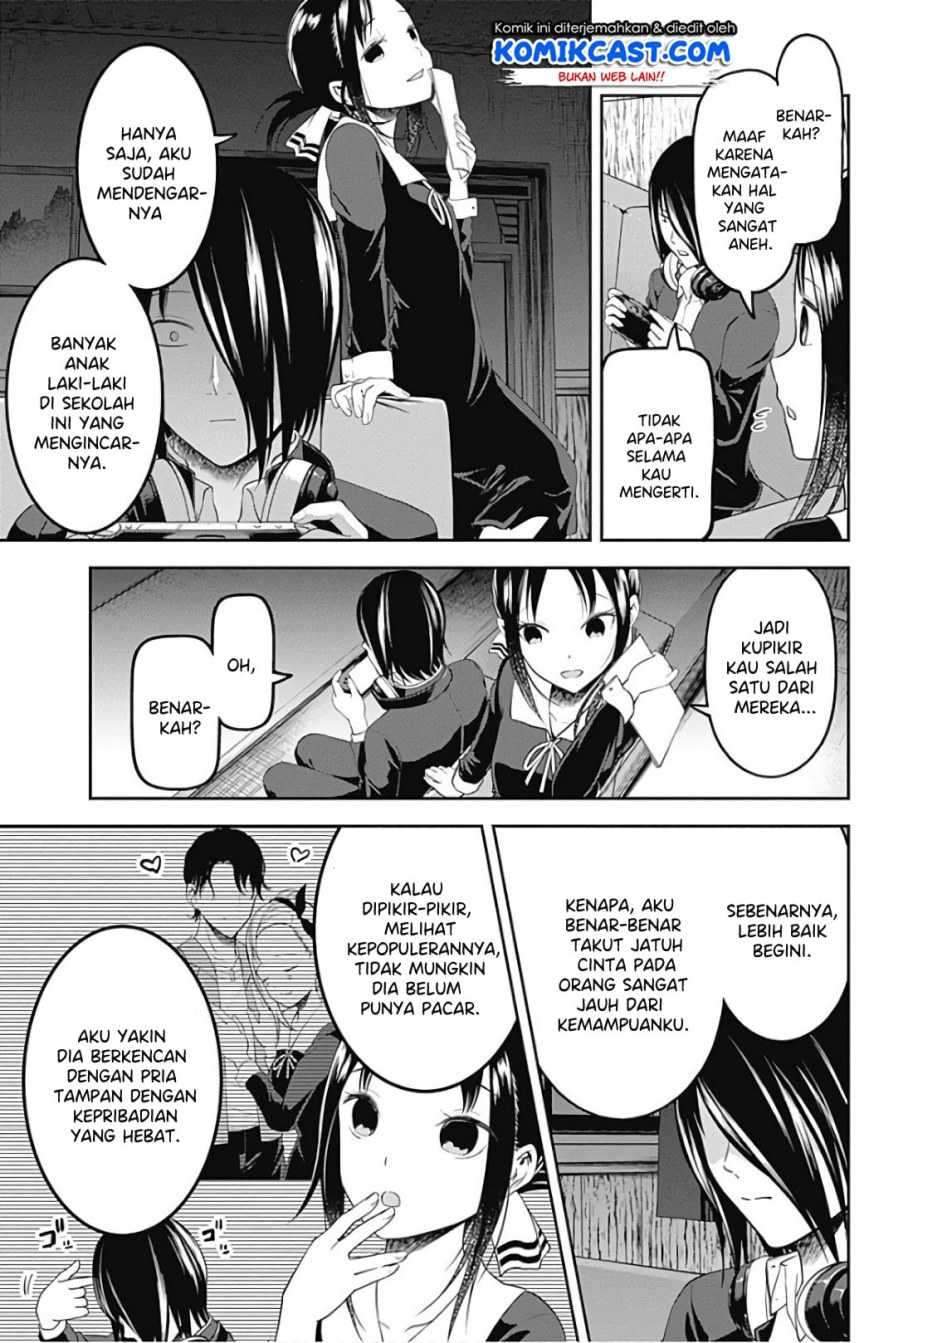 Komik ini diterjemahkan & diedit oleh
KOMIKCAST.COM
BUKAN WEB LAIN!!
BENAR-
KAH?
MAAF
KARENA
MENGATA-
KAN HAL
YANG
SANGAT
ANEH.
TIDAK
APA-APA
SELAMA
KAU
MENGERTI.
HANYA
SAJA, AKU
SUDAH
MENDENGAR-
NYA
BANYAK
ANAK
LAKI-LAKI
DI SEKOLAH
INI YANG
MENGINCAR-
NYA.
JADI
KUPIKIR
KAU SALAH
SATU DARI
MEREKA...
OH,
BENAR-
KAH?
SEBENARNYA,
LEBIH BAIK
BEGINI.
KENAPA, AKU
BENAR-BENAR
TAKUT JATUH
CINTA PADA
ORANG SANGAT
JAUH DARI
KEMAMPUANKU.
KALAU
DIPIKIR-PIKIR,
MELIHAT
KEPOPULERANNYA,
TIDAK MUNGKIN
DIA BELUM
PUNYA PACAR.
AKU YAKIN
DIA BERKENCAN
DENGAN PRIA
TAMPAN DENGAN
KEPRIBADIAN
YANG HEBAT.
ゴゴ
ゴゴ